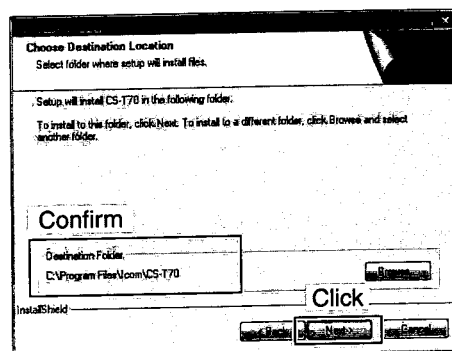 Choose Destination Location
Select folder where setup will install files.
Setup will install CS-T70 in the following folder.
To install to this folder, click Next. To install to a different folder, click Browse and select
another folder.
Confirm
Destination Folder
C:\Program Files\Icom\CS-T70
Browse
Click
InstallShield
< Back
Next >
Cancel